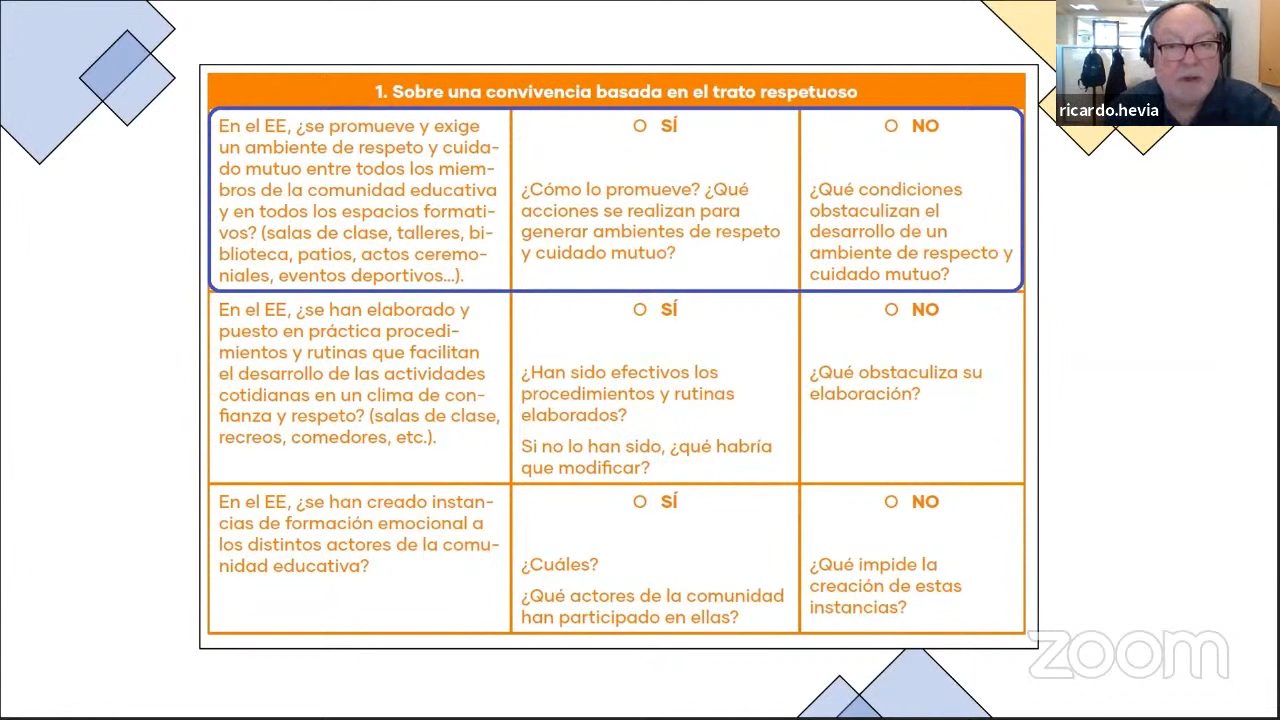 ricardo.hevia
1. Sobre una convivencia basada en el trato respetuoso
En el EE, ¿se promueve y exige
un ambiente de respeto y cuida-
do mutuo entre todos los miem-
bros de la comunidad educativa
y en todos los espacios formati-
vos? (salas de clase, talleres, bi-
blioteca, patios, actos ceremo-
niales, eventos deportivos...).
O SÍ
¿Cómo lo promueve? ¿Qué
acciones se realizan para
generar ambientes de respeto
y cuidado mutuo?
O NO
¿Qué condiciones
obstaculizan el
desarrollo de un
ambiente de respecto y
cuidado mutuo?
En el EE, ¿se han elaborado y
puesto en práctica procedi-
mientos y rutinas que facilitan
el desarrollo de las actividades
cotidianas en un clima de con-
fianza y respeto? (salas de clase,
recreos, comedores, etc.).
O SÍ
¿Han sido efectivos los
procedimientos y rutinas
elaborados?
Si no lo han sido, ¿qué habría
que modificar?
O NO
¿Qué obstaculiza su
elaboración?
En el EE, ¿se han creado instan-
cias de formación emocional a
los distintos actores de la comu-
nidad educativa?
O SÍ
¿Cuáles?
¿Qué actores de la comunidad
han participado en ellas?
O NO
¿Qué impide la
creación de estas
instancias?
zoom